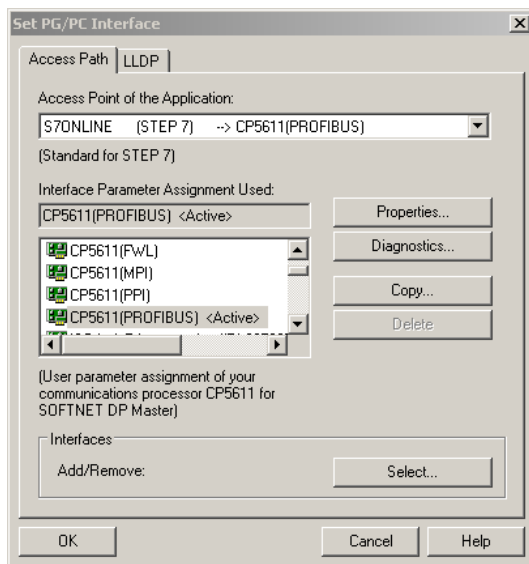 Set PG/PC Interface
Access Path
LLDP
Access Point of the Application:
S7ONLINE (STEP 7) --> CP5611(PROFIBUS)
(Standard for STEP 7)
Interface Parameter Assignment Used:
CP5611(PROFIBUS) <Active>
Properties...
CP5611(FWL)
CP5611(MPI)
CP5611(PPI)
CP5611(PROFIBUS) <Active>
Diagnostics...
Copy...
Delete
(User parameter assignment of your
communications processor CP5611 for
SOFTNET DP Master)
Interfaces
Add/Remove:
Select...
OK
Cancel
Help